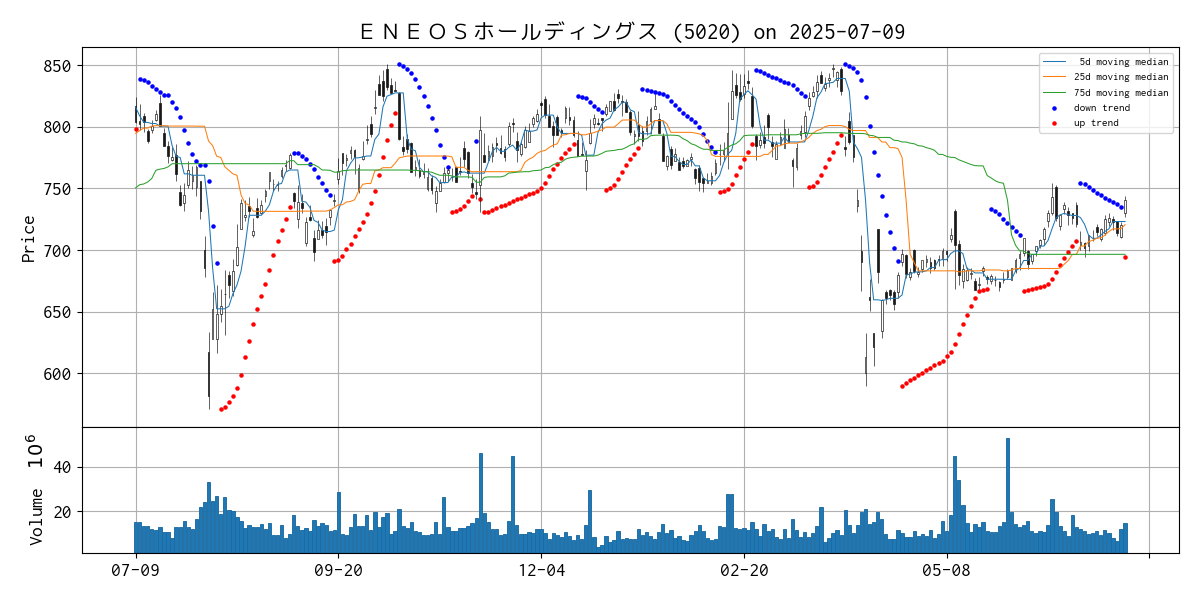 ＥＮＥＯＳホールディングス (5020) on 2025-07-09
5d moving median
25d moving median
75d moving median
down trend
up trend
850
800
750
700
650
600
Price
40
20
Volume 10^6
07-09
09-20
12-04
02-20
05-08